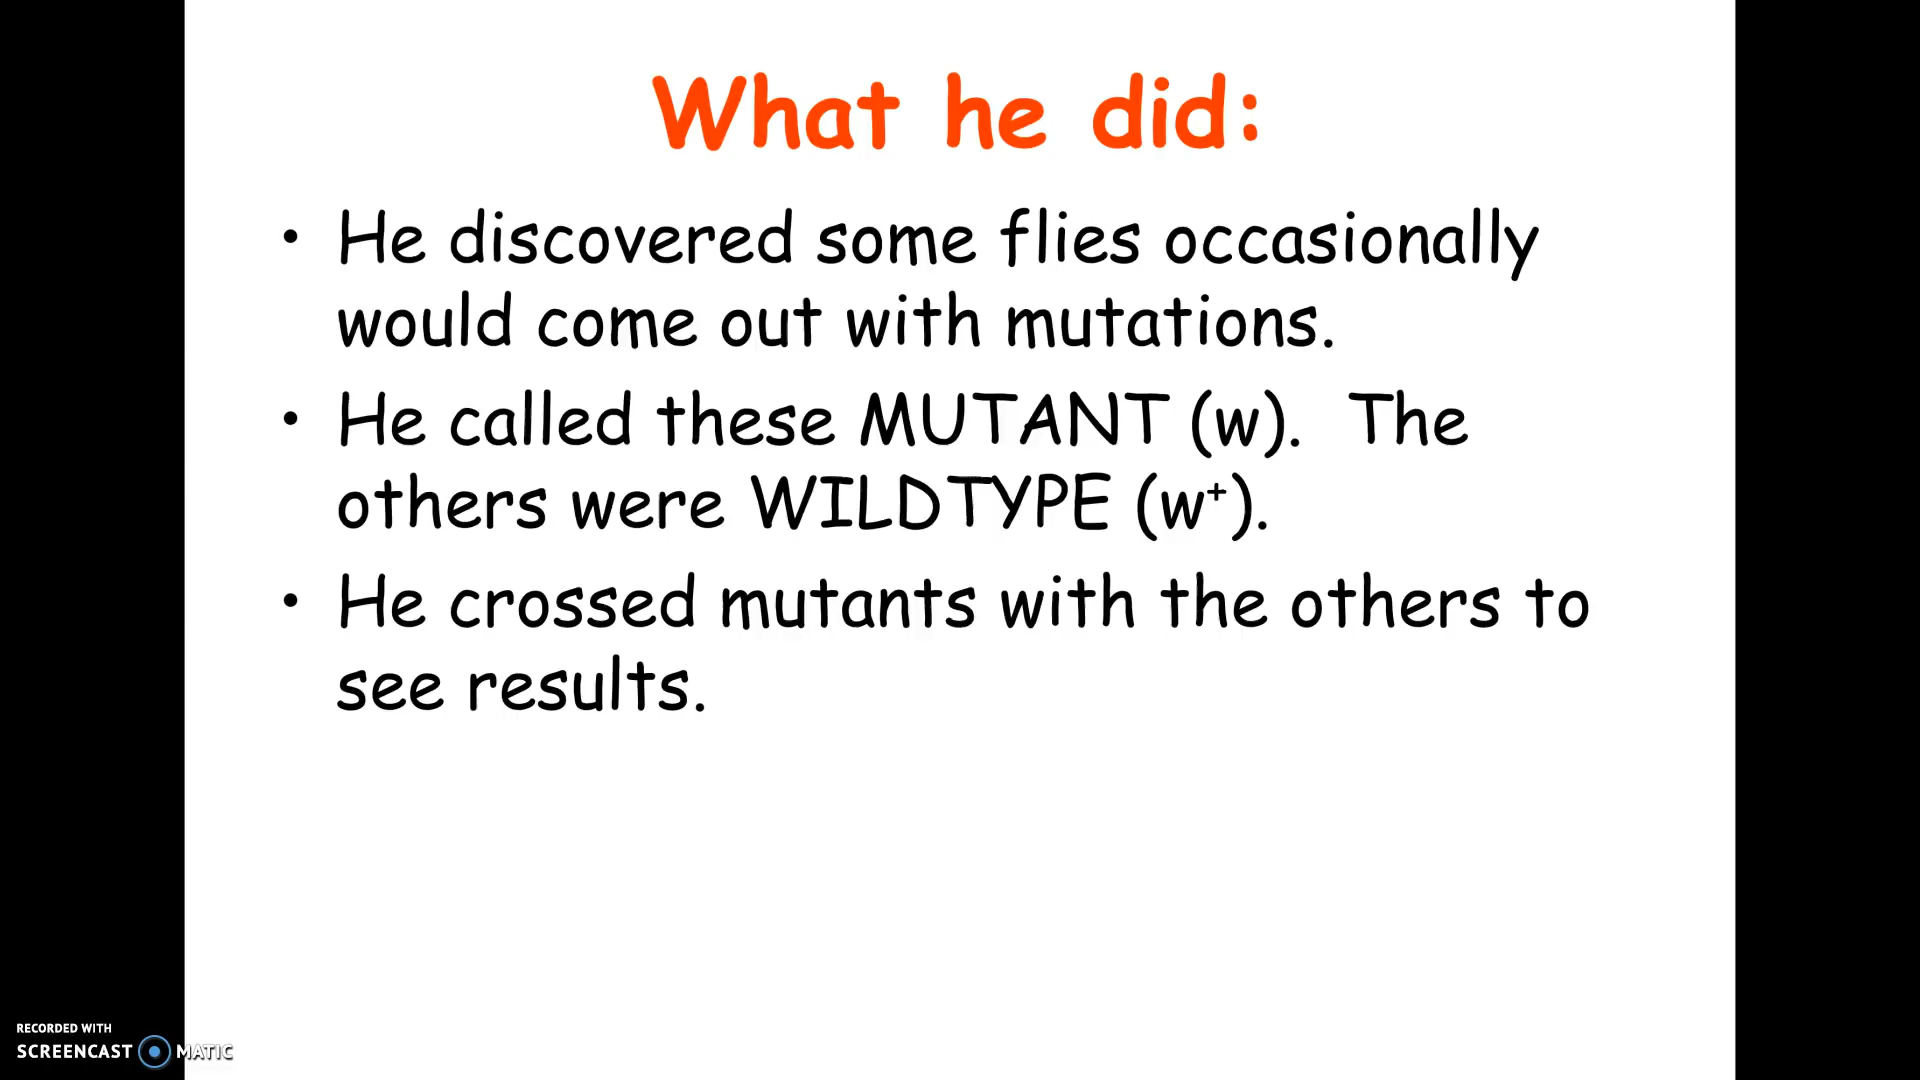 What he did:
• He discovered some flies occasionally
would come out with mutations.
• He called these MUTANT (w).  The
others were WILDTYPE (w⁺).
• He crossed mutants with the others to
see results.
RECORDED WITH
SCREENCAST MATIC